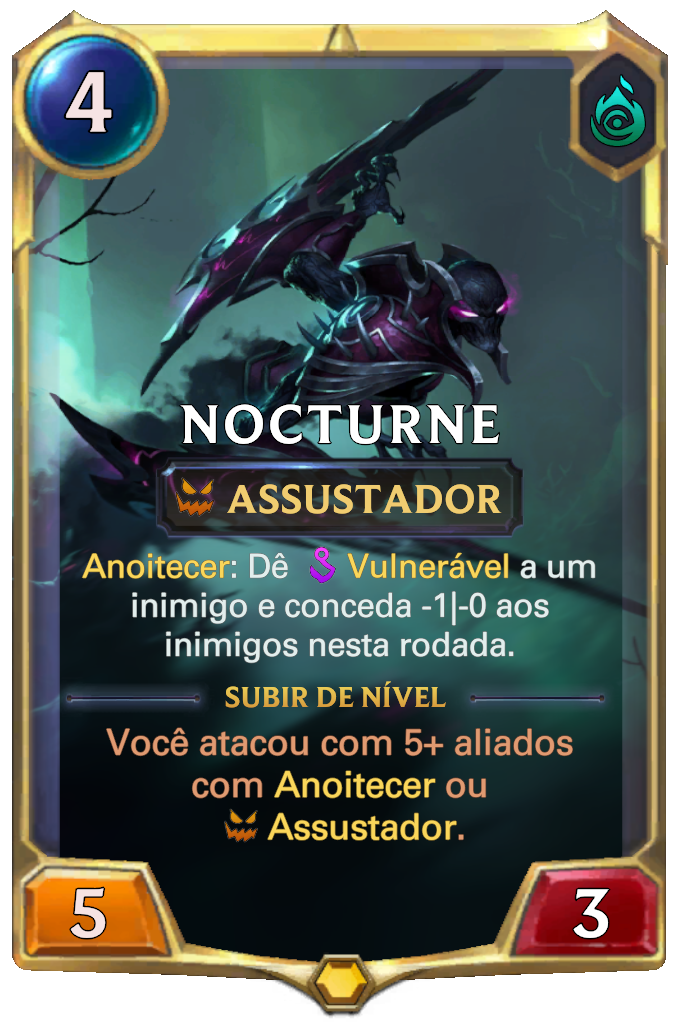 4
NOCTURNE
ASSUSTADOR
Anoitecer: Dê Vulnerável a um
inimigo e conceda -1|-0 aos
inimigos nesta rodada.
SUBIR DE NÍVEL
Você atacou com 5+ aliados
com Anoitecer ou
Assustador.
5
3